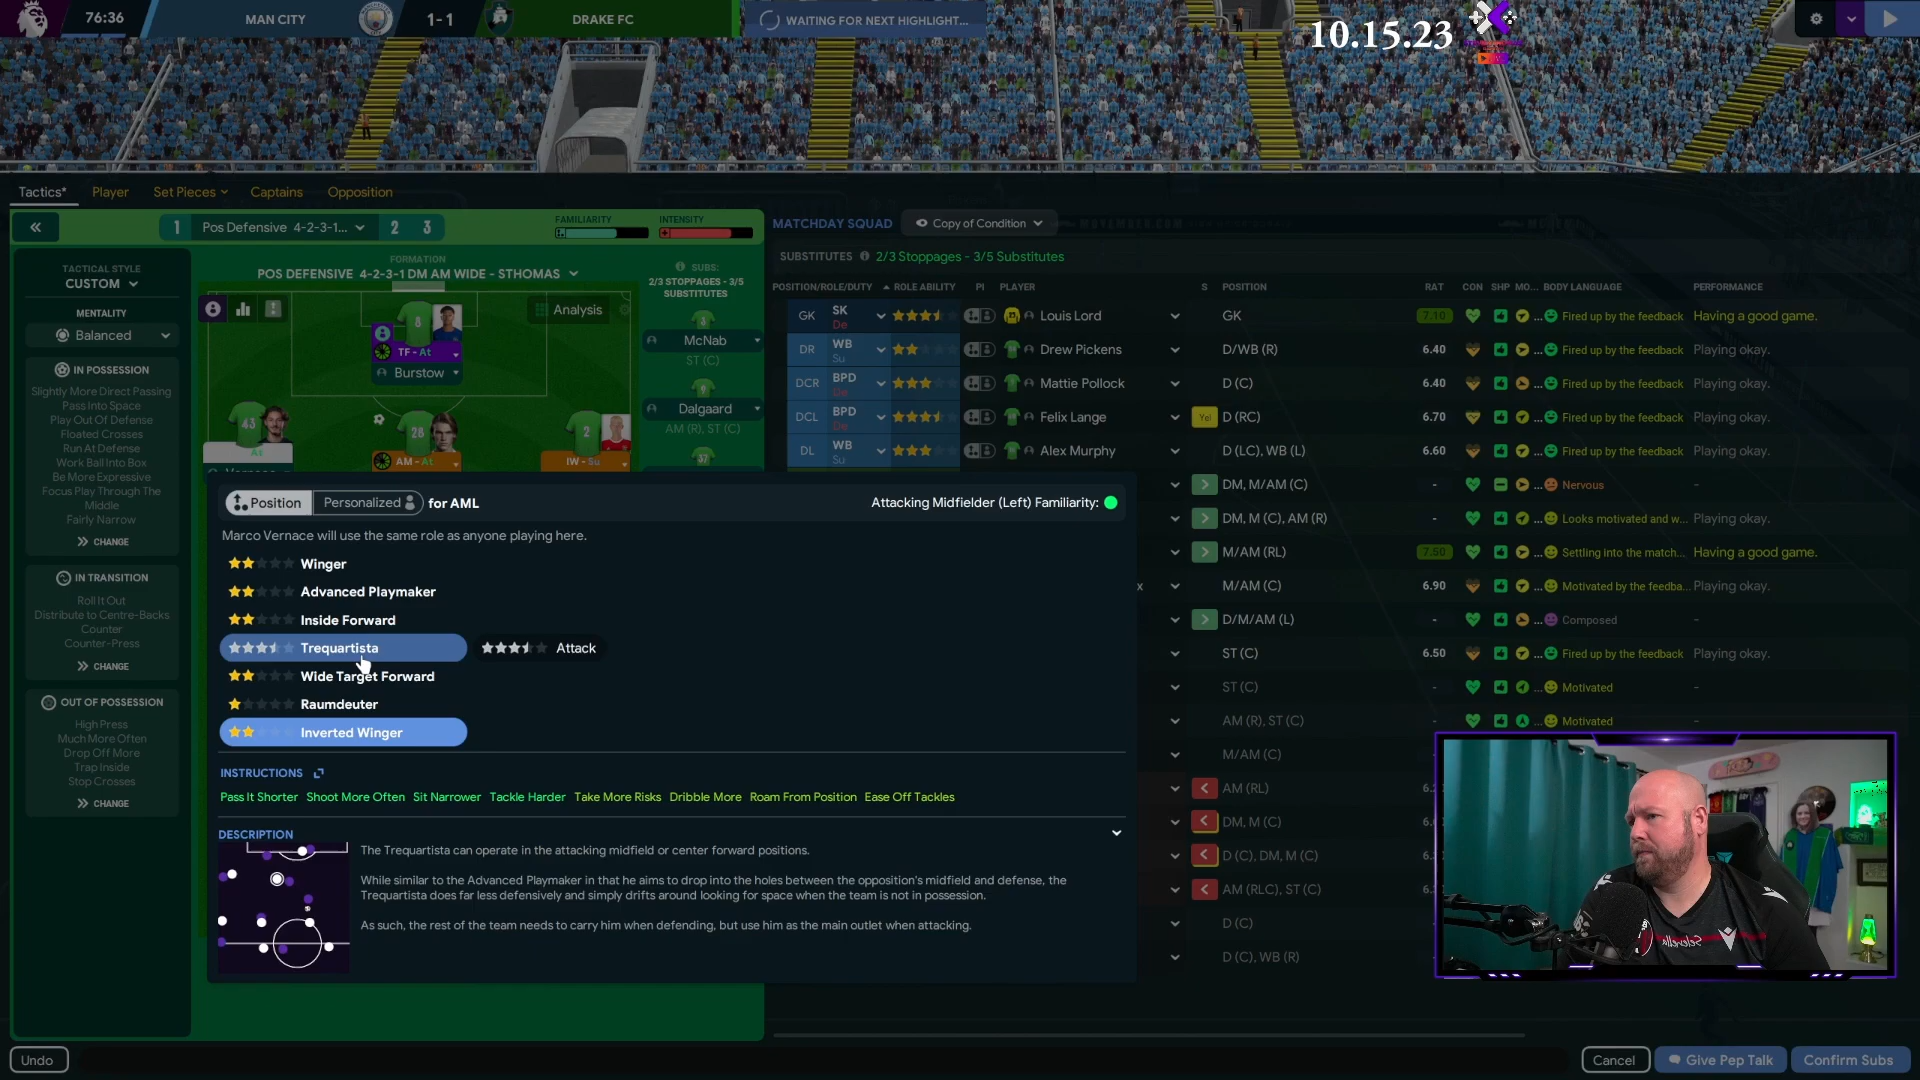 76:36 MAN CITY 1-1 DRAKE FC WAITING FOR NEXT HIGHLIGHT...
10.15.23
Tactics* Player Set Pieces Captains Opposition
1 Pos Defensive 4-2-3-1... 2 3
FAMILIARITY INTENSITY
MATCHDAY SQUAD Copy of Condition
SUBSTITUTES 2/3 Stoppages - 3/5 Substitutes
TACTICAL STYLE
CUSTOM
MENTALITY
Balanced
IN POSSESSION
Slightly More Direct Passing
Pass Into Space
Play Out Of Defense
Floated Crosses
Run At Defense
Work Ball Into Box
Be More Expressive
Focus Play Through The
Middle
Fairly Narrow
CHANGE
IN TRANSITION
Roll It Out
Distribute to Centre-Backs
Counter
Counter-Press
CHANGE
OUT OF POSSESSION
High Press
Much More Often
Drop Off More
Trap Inside
Stop Crosses
CHANGE
FORMATION
POS DEFENSIVE 4-2-3-1 DM AM WIDE - STHOMAS
Analysis
8
TF - At
Burstow
43
28
AM - At
2
IW - Su
SUBS:
2/3 STOPPAGES - 3/5
SUBSTITUTES
McNab
ST (C)
Dalgaard
AM (R), ST (C)
37
POSITION/ROLE/DUTY ROLE ABILITY PI PLAYER S POSITION RAT CON SHP MO... BODY LANGUAGE PERFORMANCE
GK SK De Louis Lord GK 7.10 Fired up by the feedback Having a good game.
DR WB Su Drew Pickens D/WB (R) 6.40 Fired up by the feedback Playing okay.
DCR BPD De Mattie Pollock D (C) 6.40 Fired up by the feedback Playing okay.
DCL BPD De Felix Lange Yel D (RC) 6.70 Fired up by the feedback Playing okay.
DL WB Su Alex Murphy D (LC), WB (L) 6.60 Fired up by the feedback Playing okay.
DM, M/AM (C) - Nervous -
DM, M (C), AM (R) - Looks motivated and w... Playing okay.
M/AM (RL) 7.50 Settling into the match... Having a good game.
x M/AM (C) 6.90 Motivated by the feedba... Playing okay.
D/M/AM (L) - Composed -
ST (C) 6.50 Fired up by the feedback Playing okay.
ST (C) - Motivated -
AM (R), ST (C) - Motivated
M/AM (C)
AM (RL)
DM, M (C)
D (C), DM, M (C)
AM (RLC), ST (C)
D (C)
D (C), WB (R)
Position Personalized for AML
Attacking Midfielder (Left) Familiarity:
Marco Vernace will use the same role as anyone playing here.
Winger
Advanced Playmaker
Inside Forward
Trequartista Attack
Wide Target Forward
Raumdeuter
Inverted Winger
INSTRUCTIONS
Pass It Shorter Shoot More Often Sit Narrower Tackle Harder Take More Risks Dribble More Roam From Position Ease Off Tackles
DESCRIPTION
The Trequartista can operate in the attacking midfield or center forward positions.
While similar to the Advanced Playmaker in that he aims to drop into the holes between the opposition's midfield and defense, the
Trequartista does far less defensively and simply drifts around looking for space when the team is not in possession.
As such, the rest of the team needs to carry him when defending, but use him as the main outlet when attacking.
Undo Cancel Give Pep Talk Confirm Subs